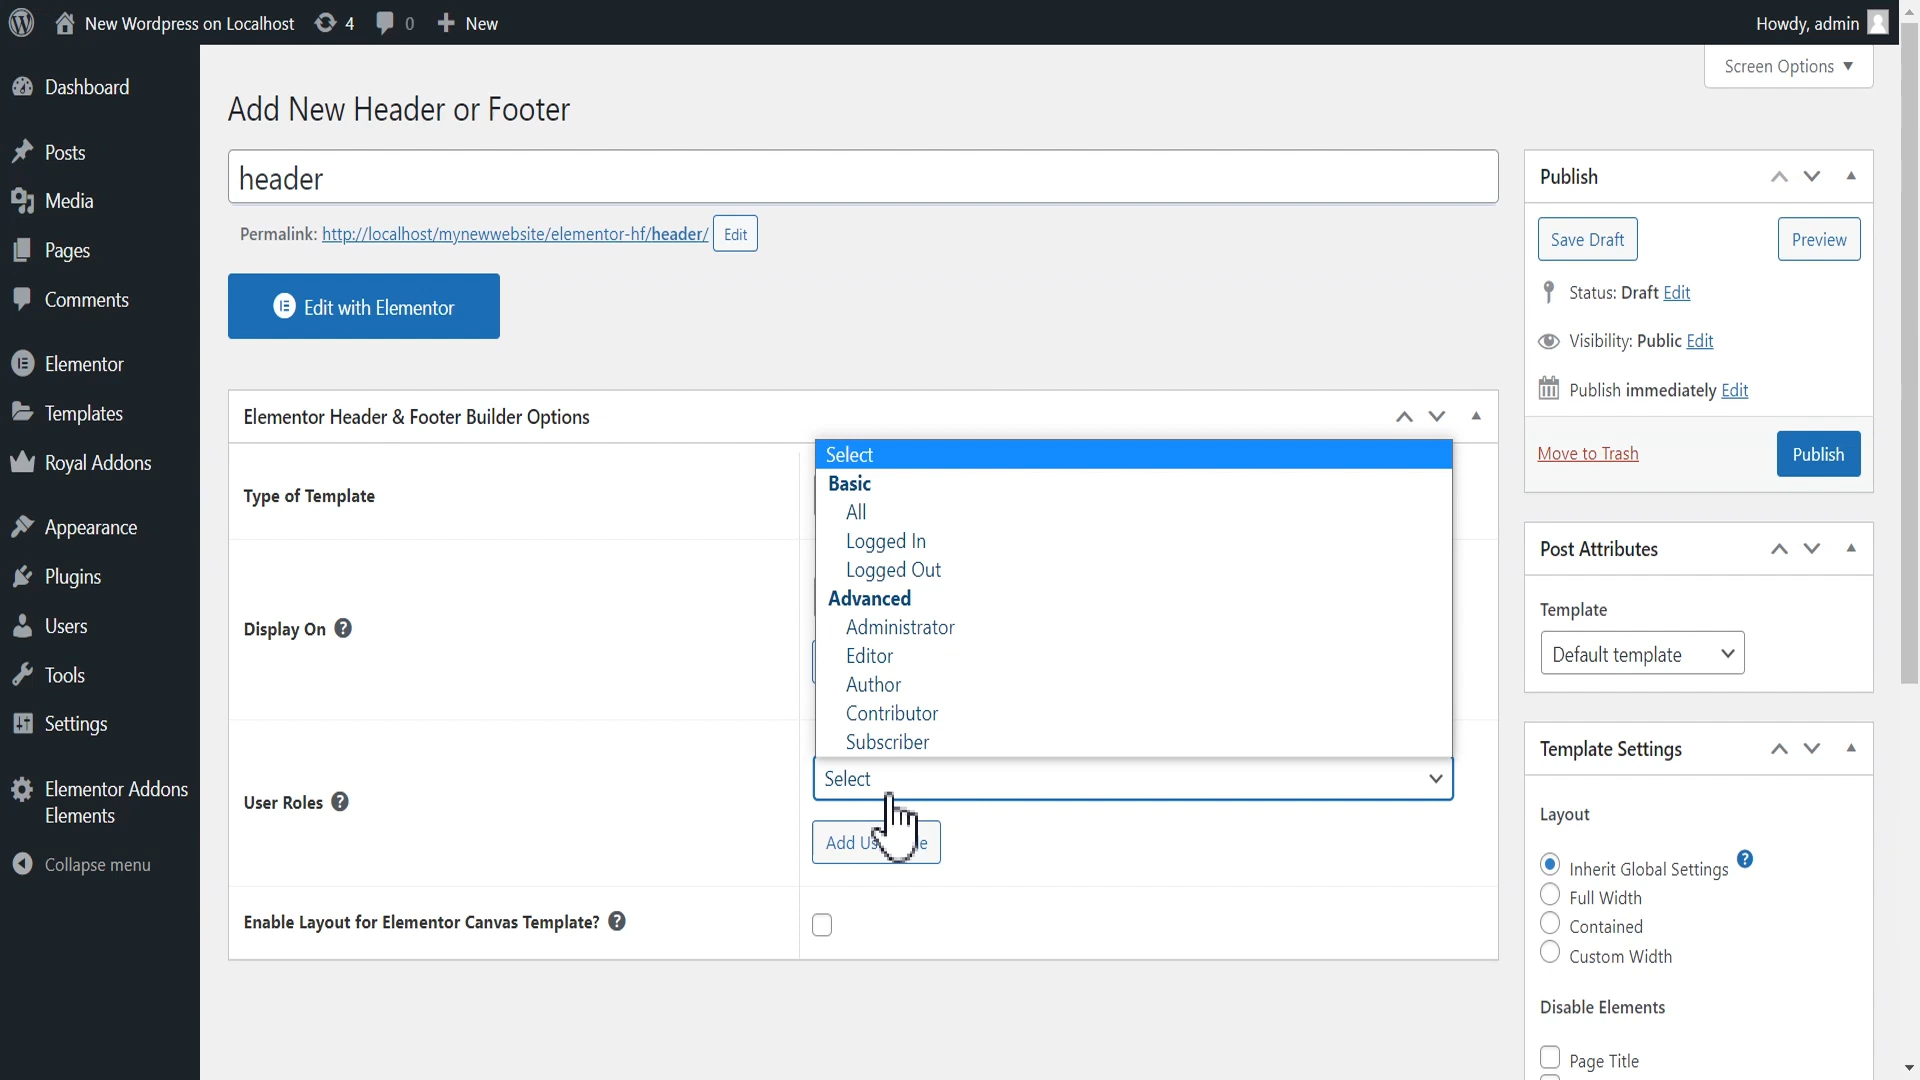 New Wordpress on Localhost 4 0 New Howdy, admin
Screen Options
Dashboard
Posts
Media
Pages
Comments
Elementor
Templates
Royal Addons
Appearance
Plugins
Users
Tools
Settings
Elementor Addons
Elements
Collapse menu
Add New Header or Footer
header
Permalink: http://localhost/mynewwebsite/elementor-hf/header/ Edit
Edit with Elementor
Elementor Header & Footer Builder Options
Type of Template
Display On
User Roles
Enable Layout for Elementor Canvas Template?
Select
Basic
All
Logged In
Logged Out
Advanced
Administrator
Editor
Author
Contributor
Subscriber
Select
Add
Publish
Save Draft Preview
Status: Draft Edit
Visibility: Public Edit
Publish immediately Edit
Move to Trash Publish
Post Attributes
Template
Default template
Template Settings
Layout
Inherit Global Settings
Full Width
Contained
Custom Width
Disable Elements
Page Title